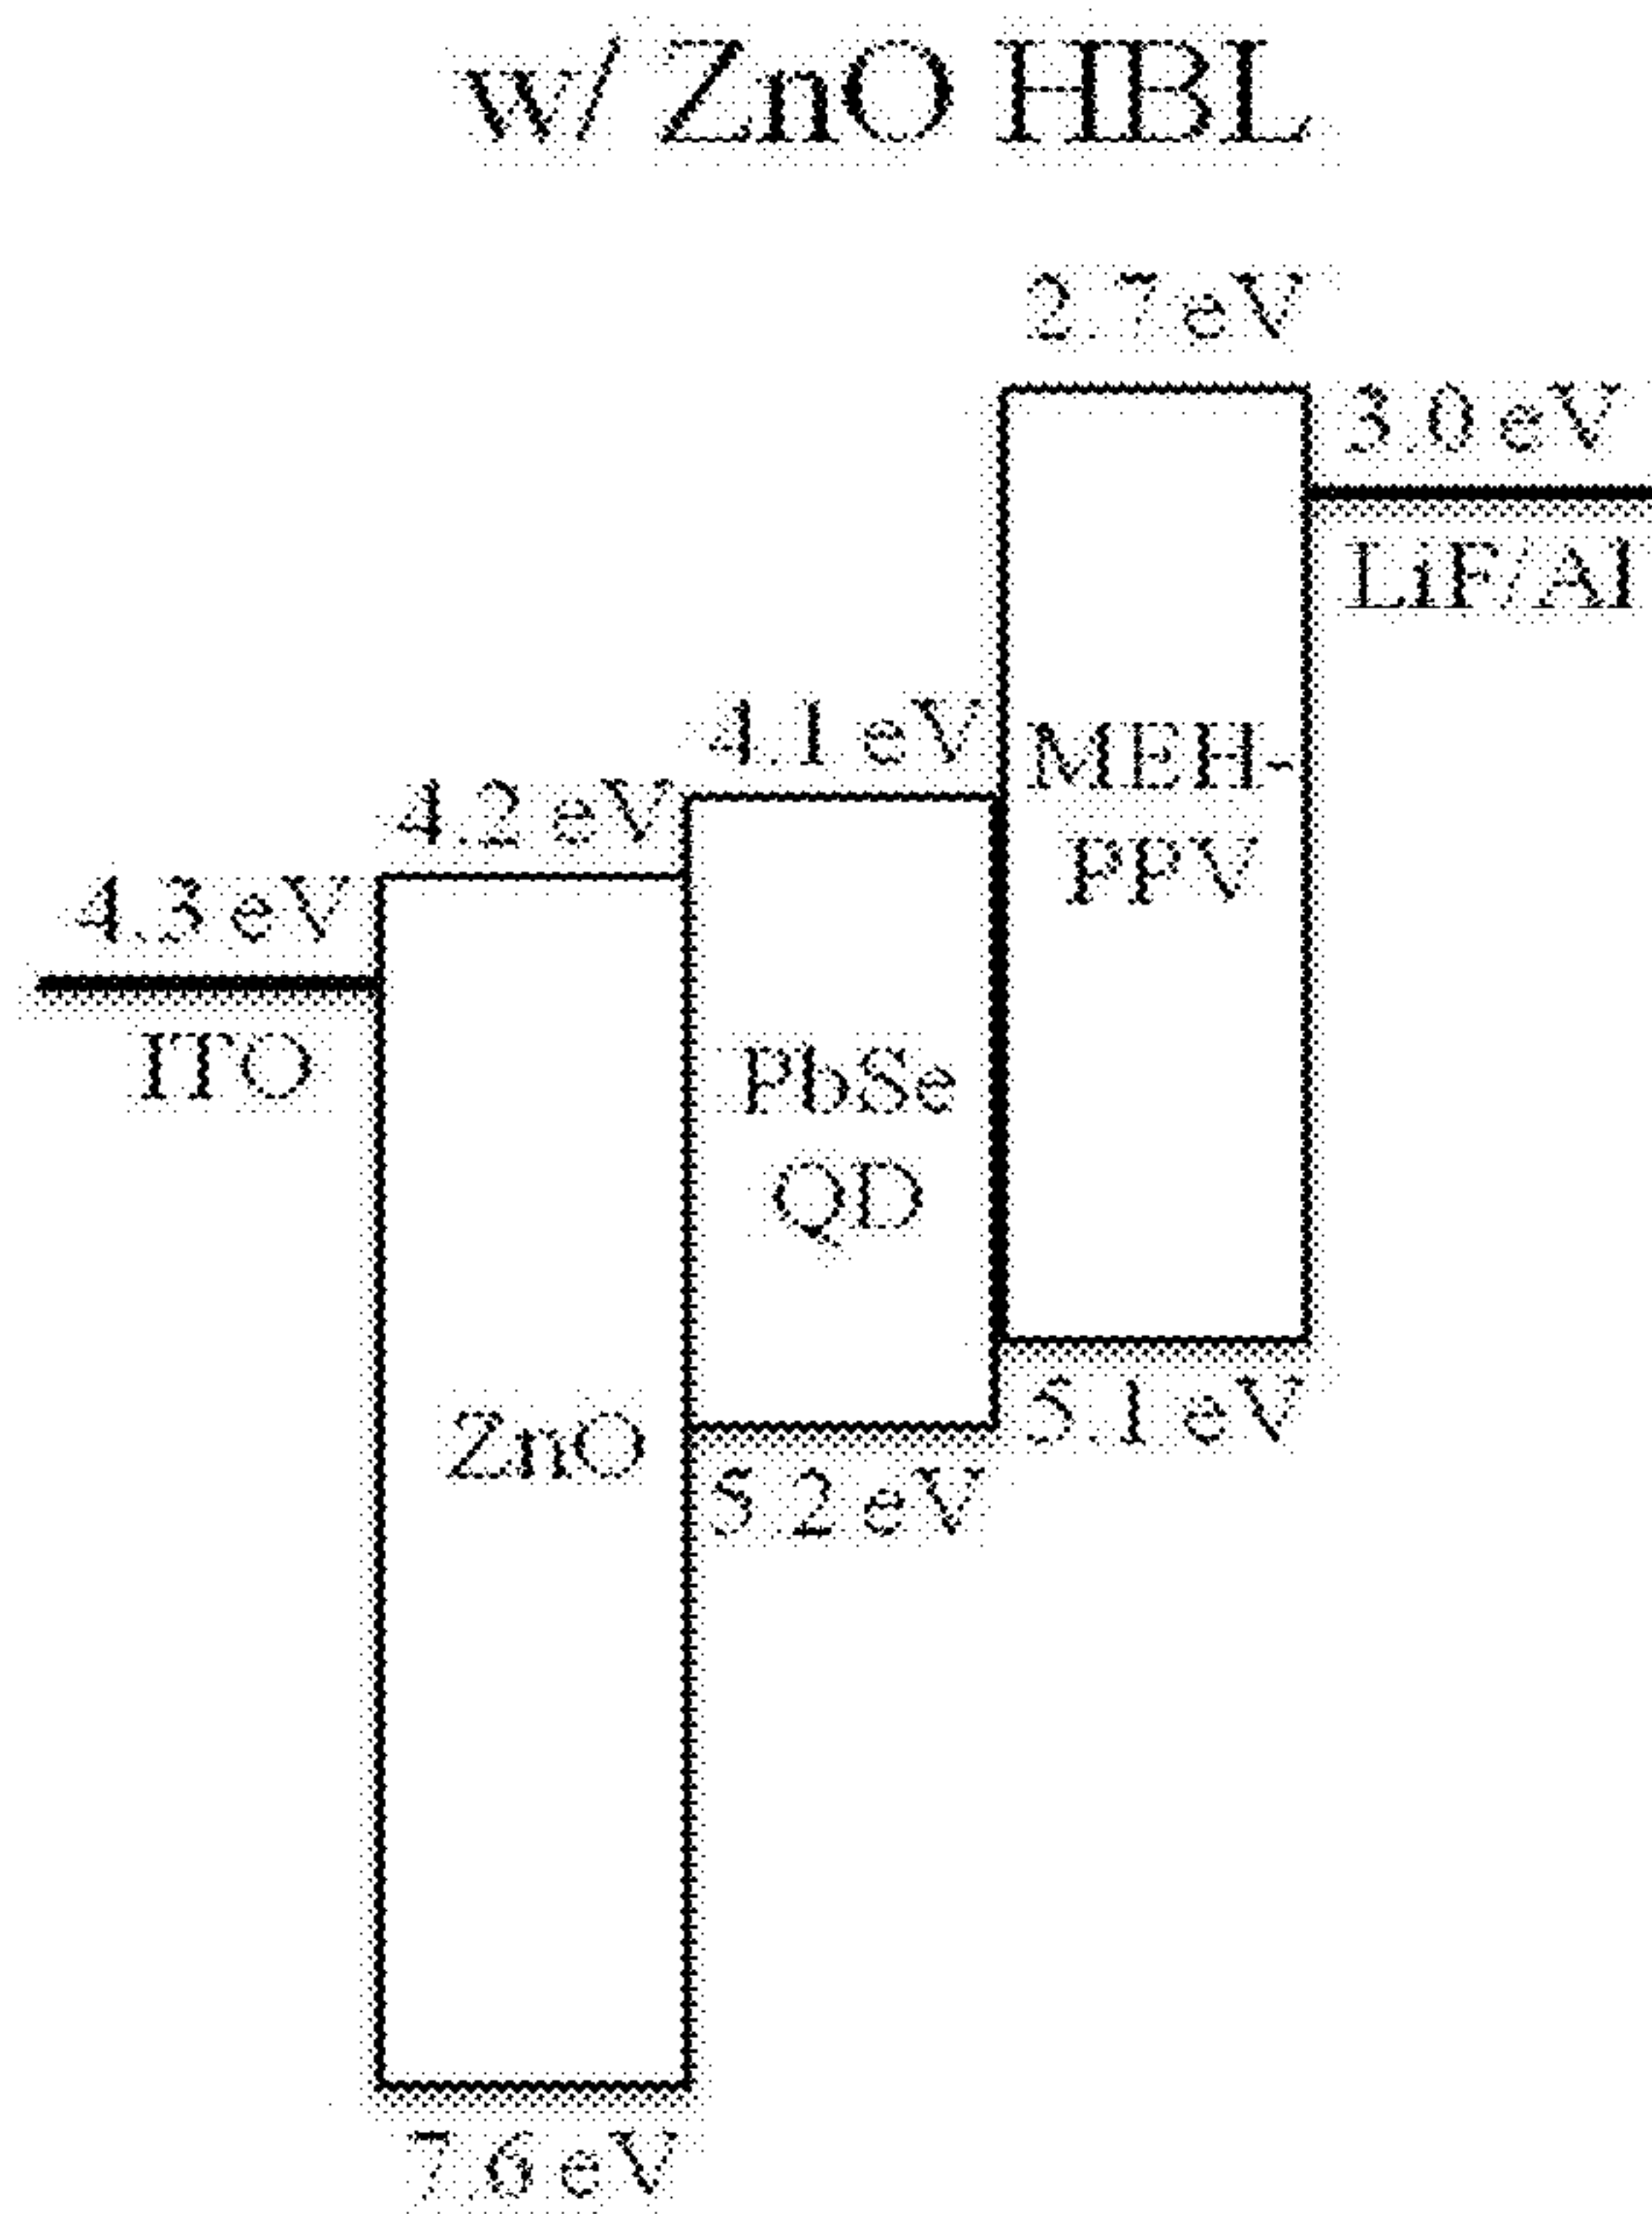 w/ ZnO HBL
2.7 eV
3.0 eV
LiF/Al
4.1 eV
MEH-
PPV
4.2 eV
4.3 eV
ITO
PbSe
QD
5.1 eV
ZnO
5.2 eV
7.6 eV